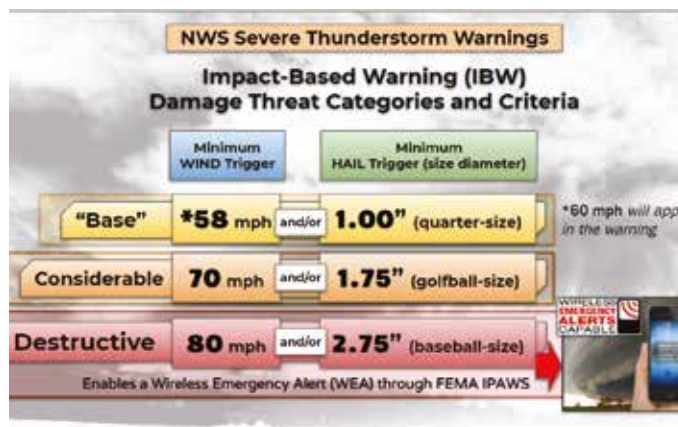 NWS Severe Thunderstorm Warnings
Impact-Based Warning (IBW)
Damage Threat Categories and Criteria
Minimum
WIND Trigger
Minimum
HAIL Trigger (size diameter)
“Base” *58 mph and/or 1.00” (quarter-size)
*60 mph will app
in the warning
Considerable 70 mph and/or 1.75” (golfball-size)
Destructive 80 mph and/or 2.75” (baseball-size)
WIRELESS
EMERGENCY
ALERTS
CAPABLE
Enables a Wireless Emergency Alert (WEA) through FEMA IPAWS